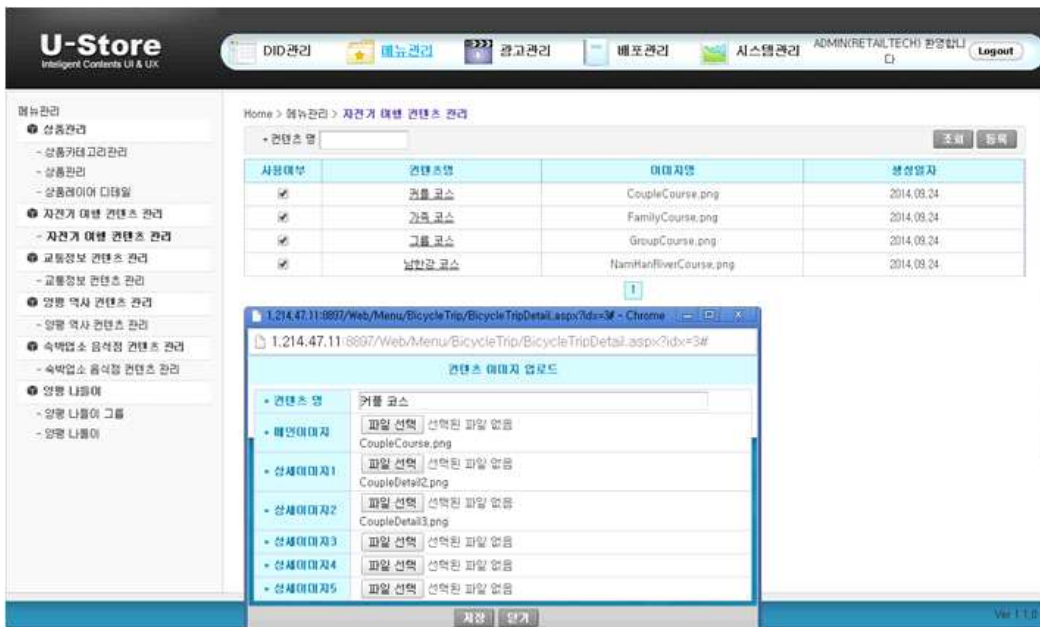 U-Store
Inteligent Contents UI & UX
DID관리
메뉴관리
광고관리
배포관리
시스템관리
ADMIN(RETAILTECH) 환영합니다
Logout
메뉴관리
상품관리
- 상품카테고리관리
- 상품관리
- 상품레이어 디테일
자전거 여행 컨텐츠 관리
- 자전거 여행 컨텐츠 관리
교통정보 컨텐츠 관리
- 교통정보 컨텐츠 관리
양평 역사 컨텐츠 관리
- 양평 역사 컨텐츠 관리
숙박업소 음식점 컨텐츠 관리
- 숙박업소 음식점 컨텐츠 관리
양평 나들이
- 양평 나들이 그룹
- 양평 나들이
Home > 메뉴관리 > 자전거 여행 컨텐츠 관리
컨텐츠 명
조회 등록
사용여부 컨텐츠명 이미지명 생성일자
커플 코스 CoupleCourse.png 2014.09.24
가족 코스 FamilyCourse.png 2014.09.24
그룹 코스 GroupCourse.png 2014.09.24
남한강 코스 NamHanRiverCourse.png 2014.09.24
1
1.214.47.11:8897/Web/Menu/BicycleTrip/BicycleTripDetail.aspx?idx=3# - Chrome
1.214.47.11:8897/Web/Menu/BicycleTrip/BicycleTripDetail.aspx?idx=3#
컨텐츠 이미지 업로드
컨텐츠 명 커플 코스
메인이미지 파일 선택 선택된 파일 없음
CoupleCourse.png
상세이미지1 파일 선택 선택된 파일 없음
CoupleDetail2.png
상세이미지2 파일 선택 선택된 파일 없음
CoupleDetail3.png
상세이미지3 파일 선택 선택된 파일 없음
상세이미지4 파일 선택 선택된 파일 없음
상세이미지5 파일 선택 선택된 파일 없음
저장 닫기
Ver 1.1.0